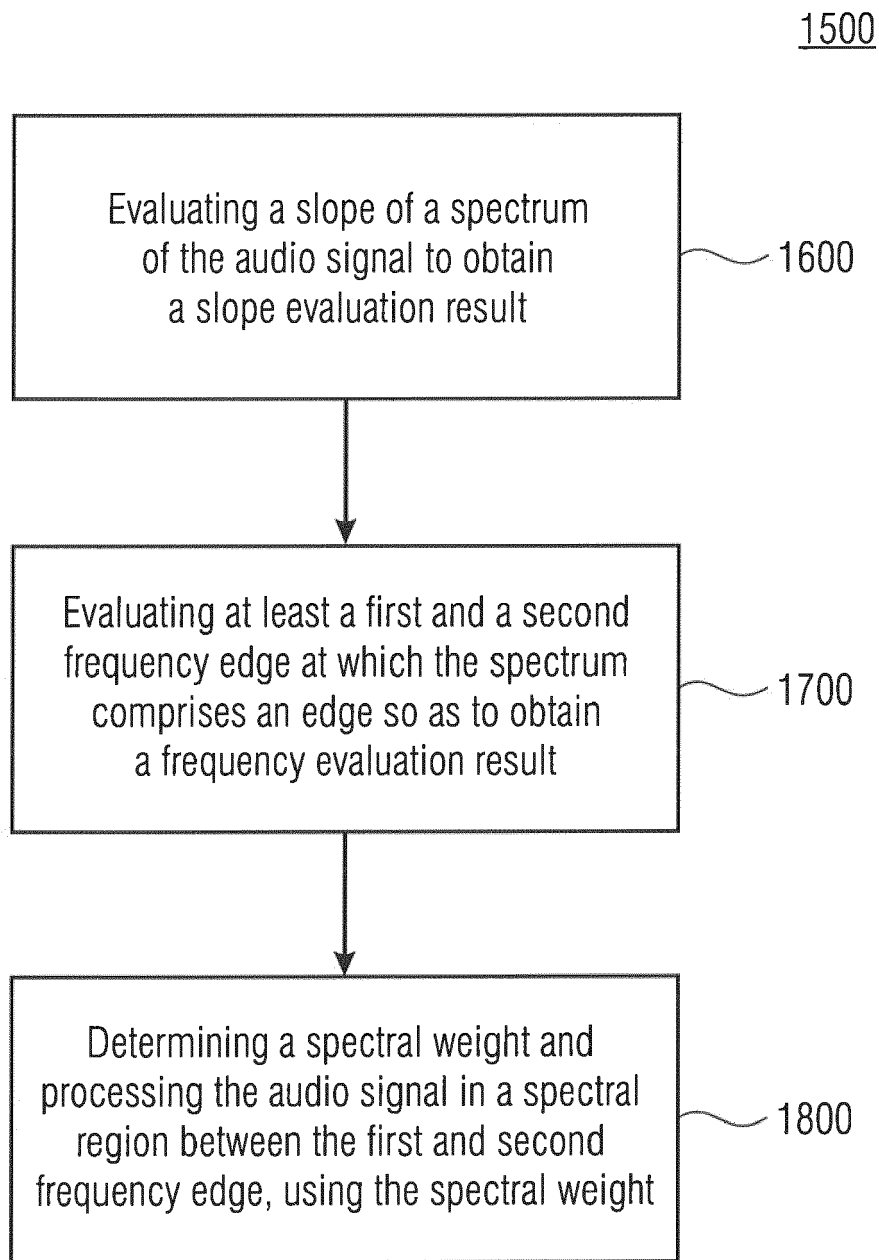 1500
Evaluating a slope of a spectrum
of the audio signal to obtain
a slope evaluation result
1600
Evaluating at least a first and a second
frequency edge at which the spectrum
comprises an edge so as to obtain
a frequency evaluation result
1700
Determining a spectral weight and
processing the audio signal in a spectral
region between the first and second
frequency edge, using the spectral weight
1800